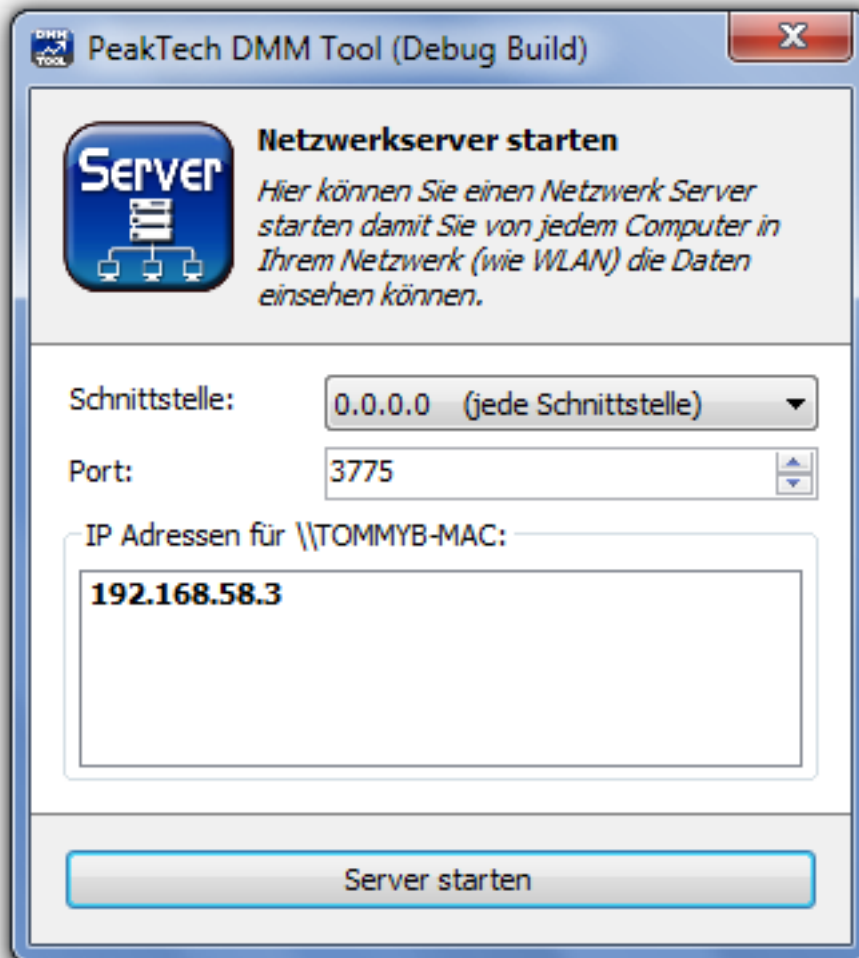 DMM
TOOL
PeakTech DMM Tool (Debug Build)
Server
Netzwerkserver starten
Hier können Sie einen Netzwerk Server
starten damit Sie von jedem Computer in
Ihrem Netzwerk (wie WLAN) die Daten
einsehen können.
Schnittstelle: 0.0.0.0 (jede Schnittstelle)
Port: 3775
IP Adressen für \\TOMMYB-MAC:
192.168.58.3
Server starten